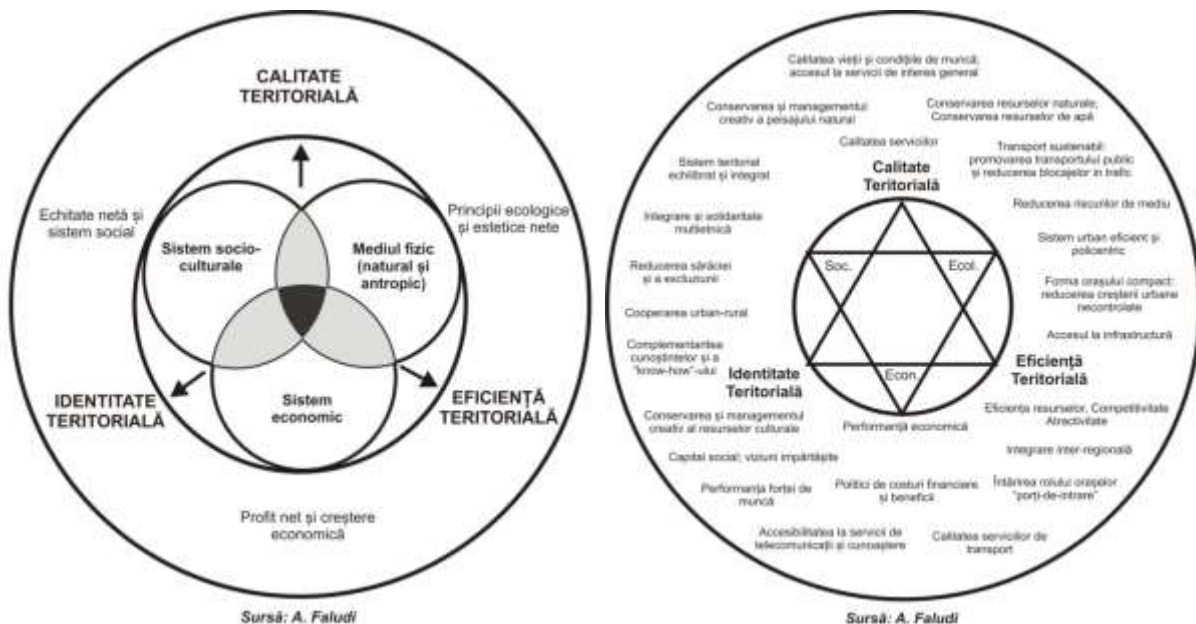 CALITATE
TERITORIALĂ
Echitate netă și
sistem social
Principii ecologice
și estetice nete
Sistem socio-
culturale
Mediul fizic
(natural și
antropic)
IDENTITATE
TERITORIALĂ
Sistem
economic
EFICIENȚĂ
TERITORIALĂ
Profit net și creștere
economică
Sursă: A. Faludi
Calitatea vieții și condițiile de muncă;
accesul la servicii de interes general
Conservarea și managementul
creativ a peisajului natural
Conservarea resurselor naturale;
Conservarea resurselor de apă
Calitatea serviciilor
Sistem teritorial
echilibrat și integrat
Calitate
Teritorială
Transport sustenabil:
promovarea transportului public
și reducerea blocajelor în trafic
Integrare și solidaritate
multietnică
Reducerea riscurilor de mediu
Sistem urban eficient și
policentric
Reducerea sărăciei
și a excluziunii
Soc.
Ecol.
Forma orașului compact:
reducerea creșterii urbane
necontrolate
Cooperarea urban-rural
Accesul la infrastructură
Complementaritea
cunoștințelor și a
"know-how"-ului
Identitate
Teritorială
Econ.
Eficiență
Teritorială
Conservarea și managementul
creativ al resurselor culturale
Performanță economică
Eficiența resurselor, Competitivitate
Atractivitate
Capital social; viziuni împărtășite
Integrare inter-regională
Performanța forței de
muncă
Politici de costuri financiare
și beneficii
Întărirea rolului orașelor
"porți-de-intrare"
Accesibilitatea la servicii de
telecomunicații și cunoaștere
Calitatea serviciilor de
transport
Sursă: A. Faludi